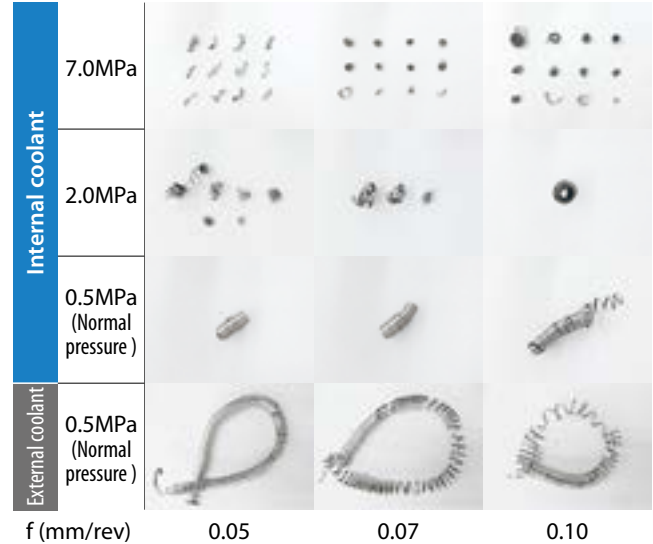 Internal coolant
7.0MPa
2.0MPa
0.5MPa
(Normal
pressure )
External coolant
0.5MPa
(Normal
pressure )
f (mm/rev) 0.05 0.07 0.10